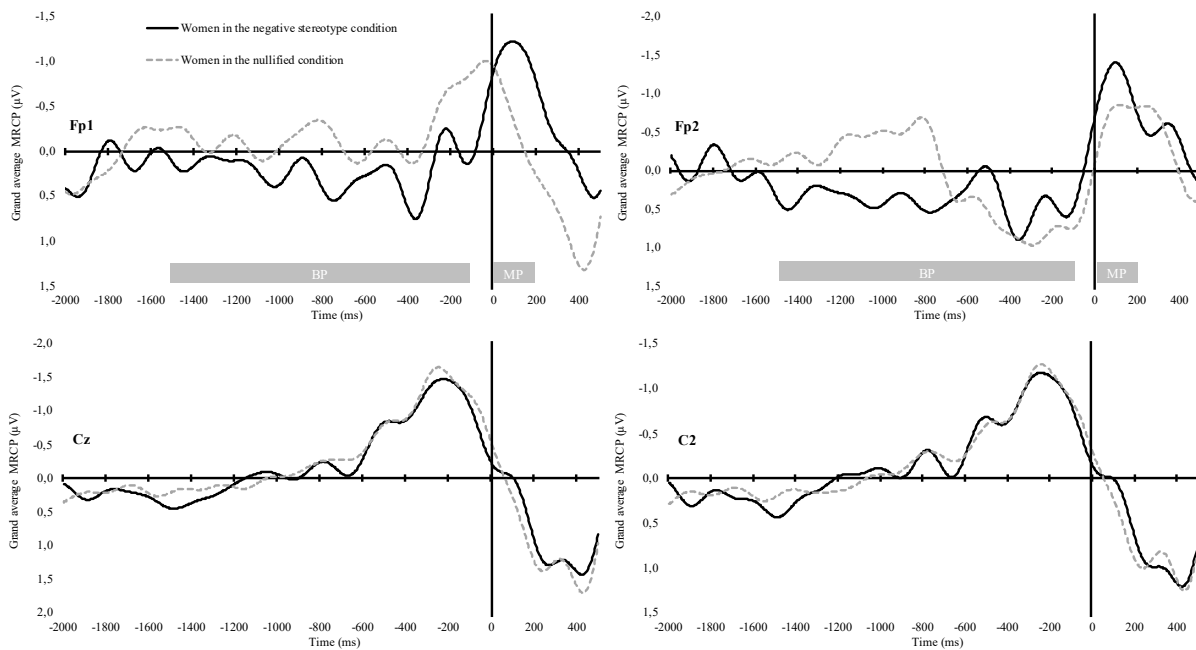 Women in the negative stereotype condition
Women in the nullified condition
Grand average MRCP (µV)
-1,5
-1,0
-0,5
0,0
0,5
1,0
1,5
Fp1
BP
MP
-2000 -1800 -1600 -1400 -1200 -1000 -800 -600 -400 -200 0 200 400
Time (ms)
Grand average MRCP (µV)
-2,0
-1,5
-1,0
-0,5
0,0
0,5
1,0
1,5
Fp2
BP
MP
-2000 -1800 -1600 -1400 -1200 -1000 -800 -600 -400 -200 0 200 400
Time (ms)
Grand average MRCP (µV)
-2,0
-1,5
-1,0
-0,5
0,0
0,5
1,0
1,5
2,0
Cz
-2000 -1800 -1600 -1400 -1200 -1000 -800 -600 -400 -200 0 200 400
Time (ms)
Grand average MRCP (µV)
-1,5
-1,0
-0,5
0,0
0,5
1,0
1,5
C2
-2000 -1800 -1600 -1400 -1200 -1000 -800 -600 -400 -200 0 200 400
Time (ms)